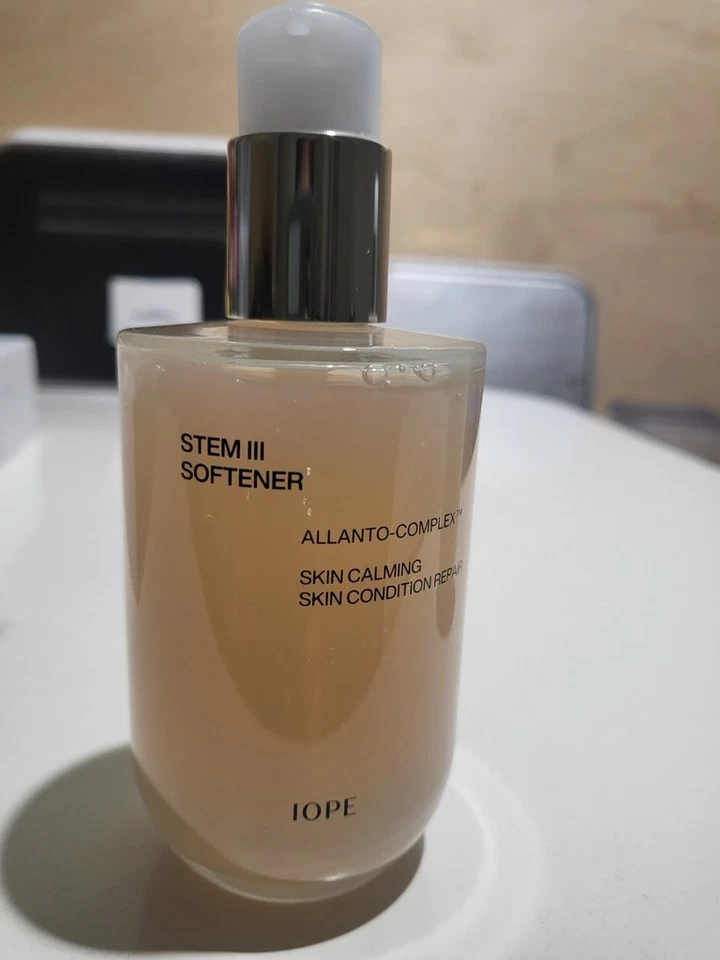 STEM III
SOFTENER
ALLANTO-COMPLEX™
SKIN CALMING
SKIN CONDITION REPAIR
IOPE